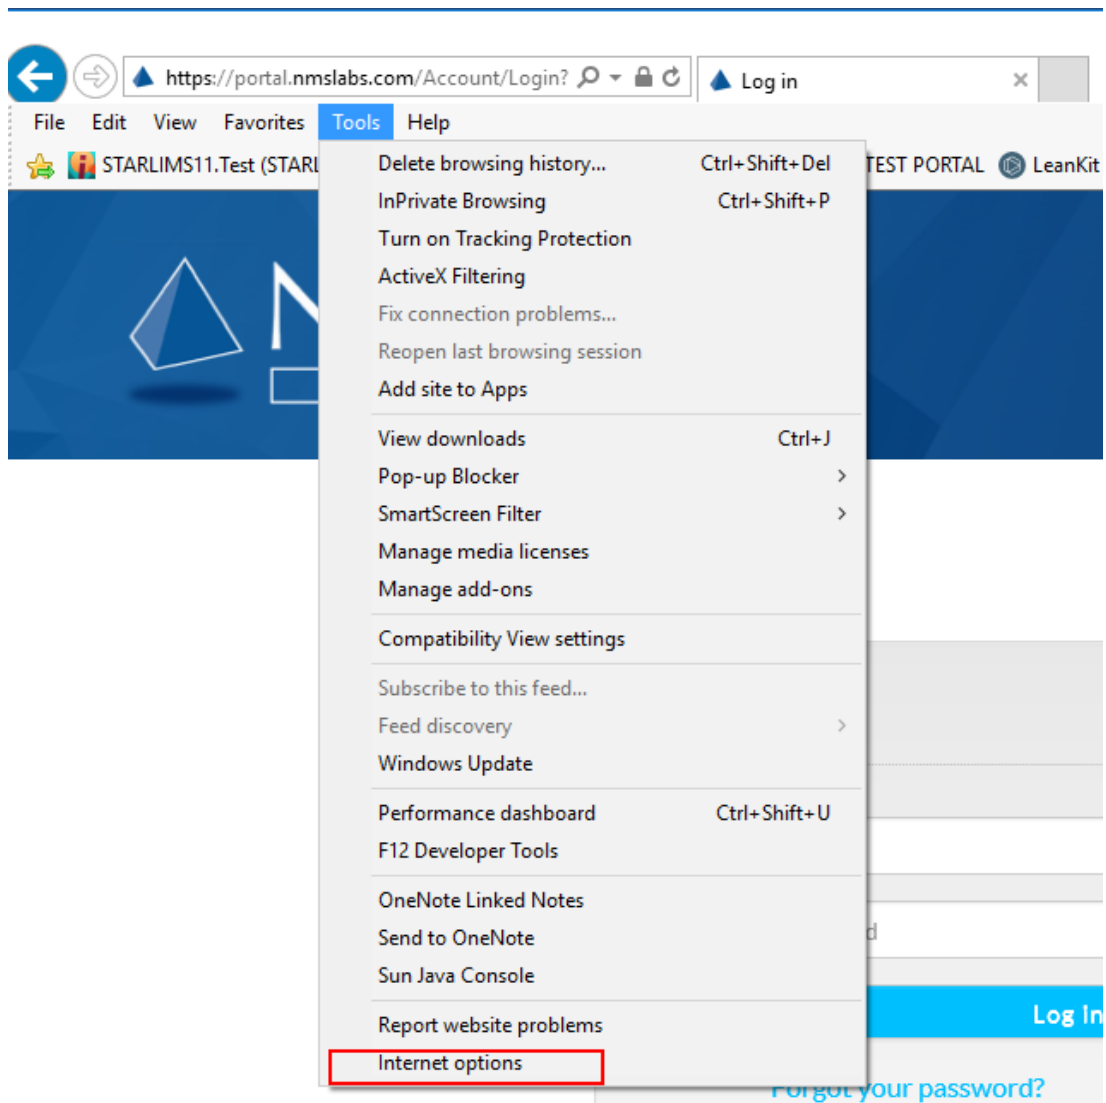 https://portal.nmslabs.com/Account/Login?
Log in
File Edit View Favorites Tools Help
STARLIMS11.Test (STARL
TEST PORTAL
LeanKit
N
Delete browsing history... Ctrl+Shift+Del
InPrivate Browsing Ctrl+Shift+P
Turn on Tracking Protection
ActiveX Filtering
Fix connection problems...
Reopen last browsing session
Add site to Apps
View downloads Ctrl+J
Pop-up Blocker
SmartScreen Filter
Manage media licenses
Manage add-ons
Compatibility View settings
Subscribe to this feed...
Feed discovery
Windows Update
Performance dashboard Ctrl+Shift+U
F12 Developer Tools
OneNote Linked Notes
Send to OneNote
d
Sun Java Console
Report website problems
Log in
Internet options
Forgot your password?